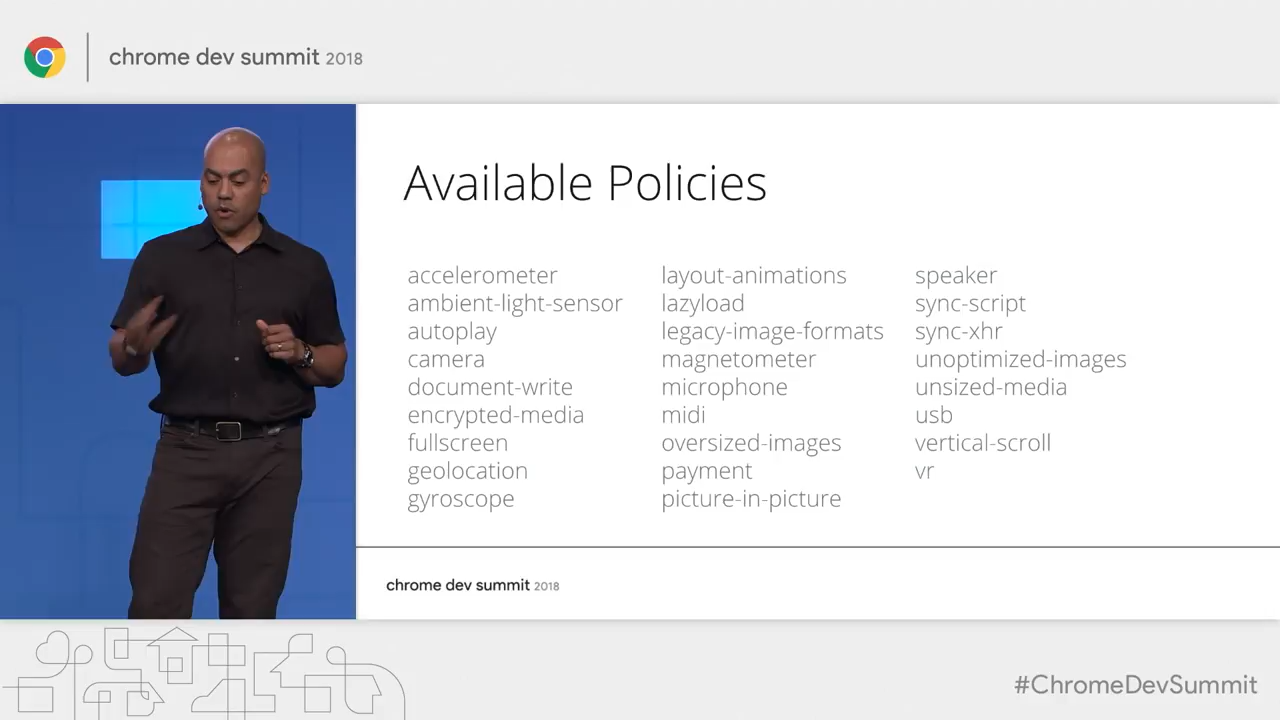 chrome dev summit 2018
Available Policies
accelerometer
ambient-light-sensor
autoplay
camera
document-write
encrypted-media
fullscreen
geolocation
gyroscope
layout-animations
lazyload
legacy-image-formats
magnetometer
microphone
midi
oversized-images
payment
picture-in-picture
speaker
sync-script
sync-xhr
unoptimized-images
unsized-media
usb
vertical-scroll
vr
chrome dev summit 2018
#ChromeDevSummit